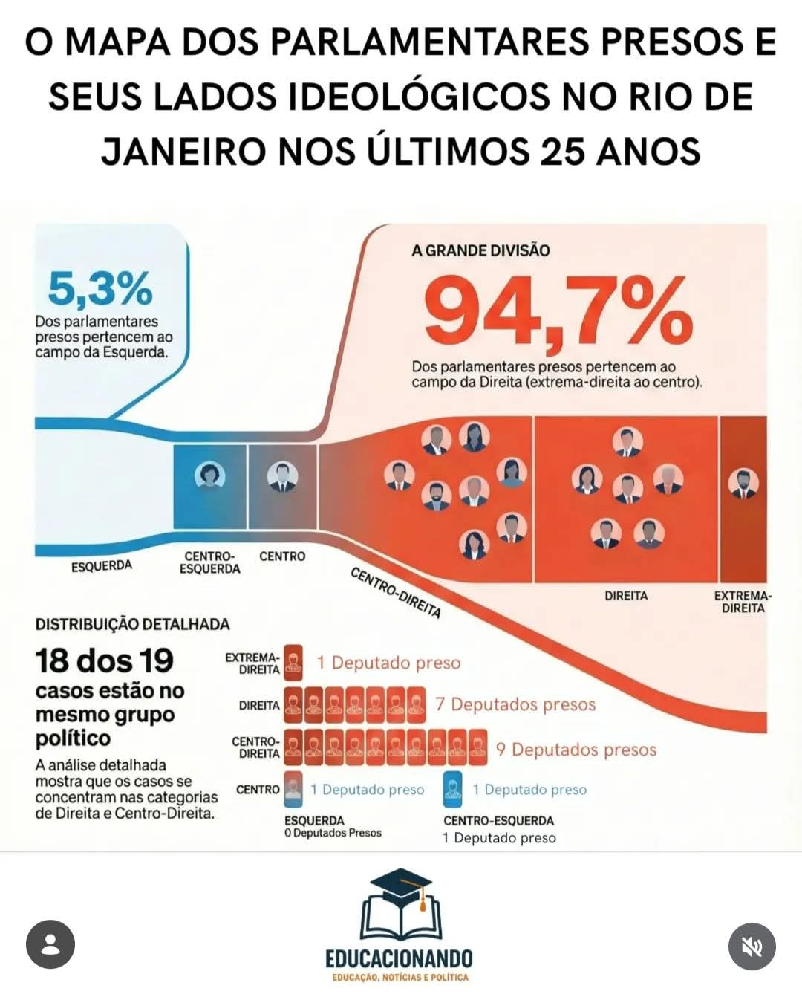 O MAPA DOS PARLAMENTARES PRESOS E
SEUS LADOS IDEOLÓGICOS NO RIO DE
JANEIRO NOS ÚLTIMOS 25 ANOS
5,3%
Dos parlamentares
presos pertencem ao
campo da Esquerda.
A GRANDE DIVISÃO
94,7%
Dos parlamentares presos pertencem ao
campo da Direita (extrema-direita ao centro).
ESQUERDA
CENTRO-
ESQUERDA
CENTRO
CENTRO-DIREITA
DIREITA
EXTREMA-
DIREITA
DISTRIBUIÇÃO DETALHADA
18 dos 19
casos estão no
mesmo grupo
político
A análise detalhada
mostra que os casos se
concentram nas categorias
de Direita e Centro-Direita.
EXTREMA-
DIREITA
1 Deputado preso
DIREITA
7 Deputados presos
CENTRO-
DIREITA
9 Deputados presos
CENTRO
1 Deputado preso
1 Deputado preso
ESQUERDA
0 Deputados Presos
CENTRO-ESQUERDA
1 Deputado preso
EDUCACIONANDO
EDUCAÇÃO, NOTÍCIAS E POLÍTICA